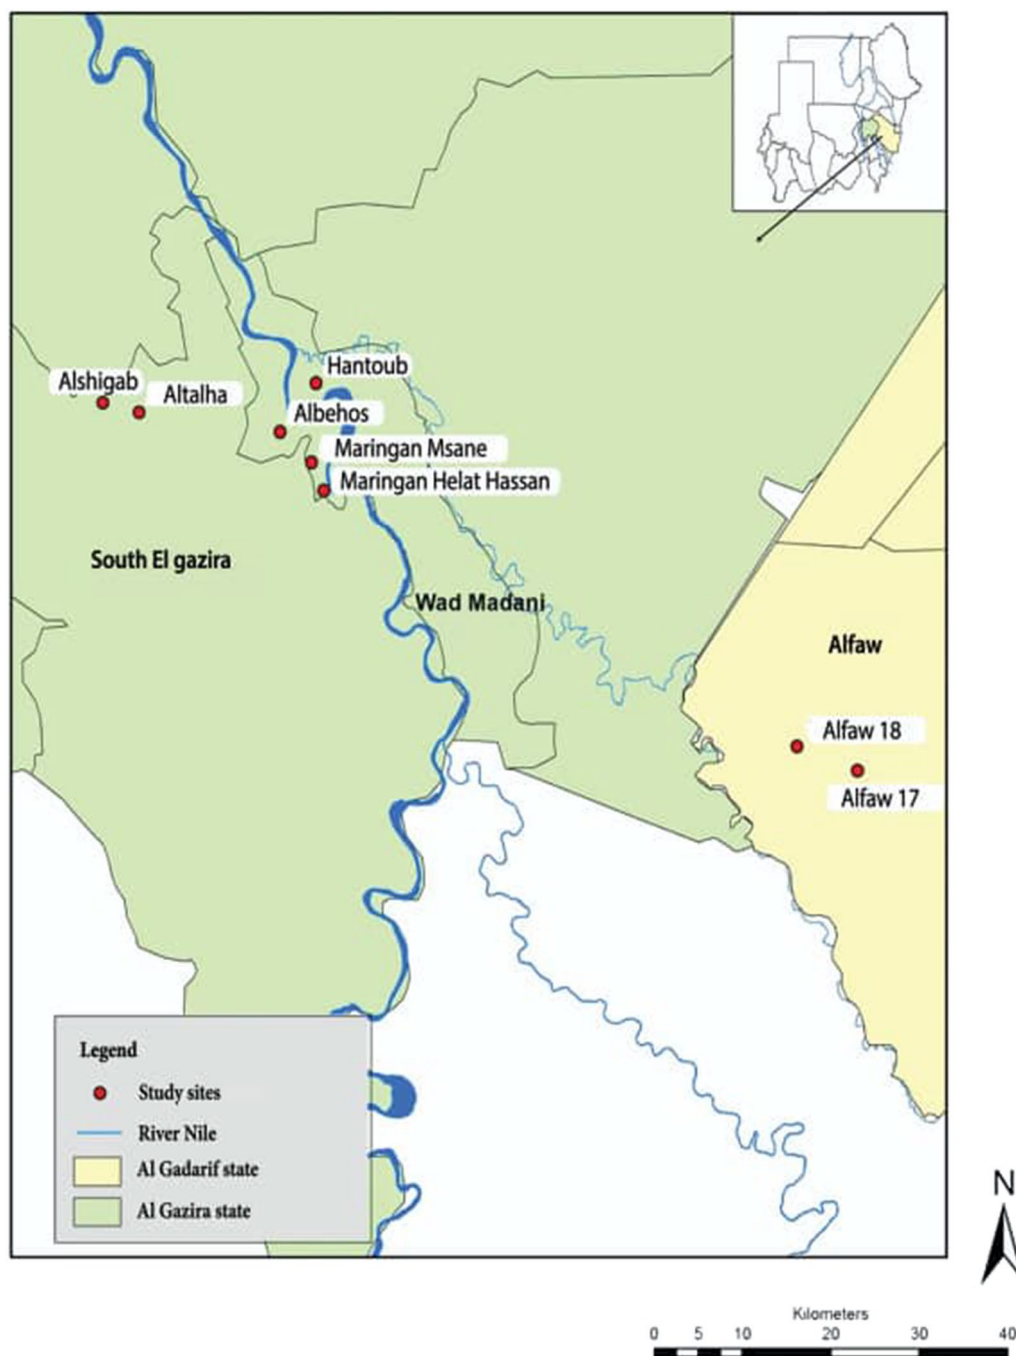 Hantoub
Alshigab
Altalha
Albehos
Maringan Msane
Maringan Helat Hassan
South El gazira
Wad Madani
Alfaw
Alfaw 18
Alfaw 17
Legend
Study sites
River Nile
Al Gadarif state
Al Gazira state
N
Kilometers
0 5 10 20 30 40